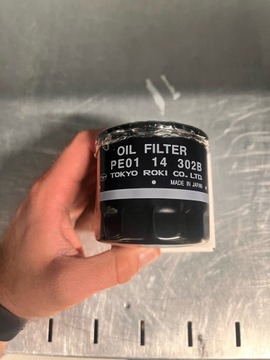 OIL FILTER
PE01 14 302B
TOKYO ROKI CO. LTD.
MADE IN JAPAN